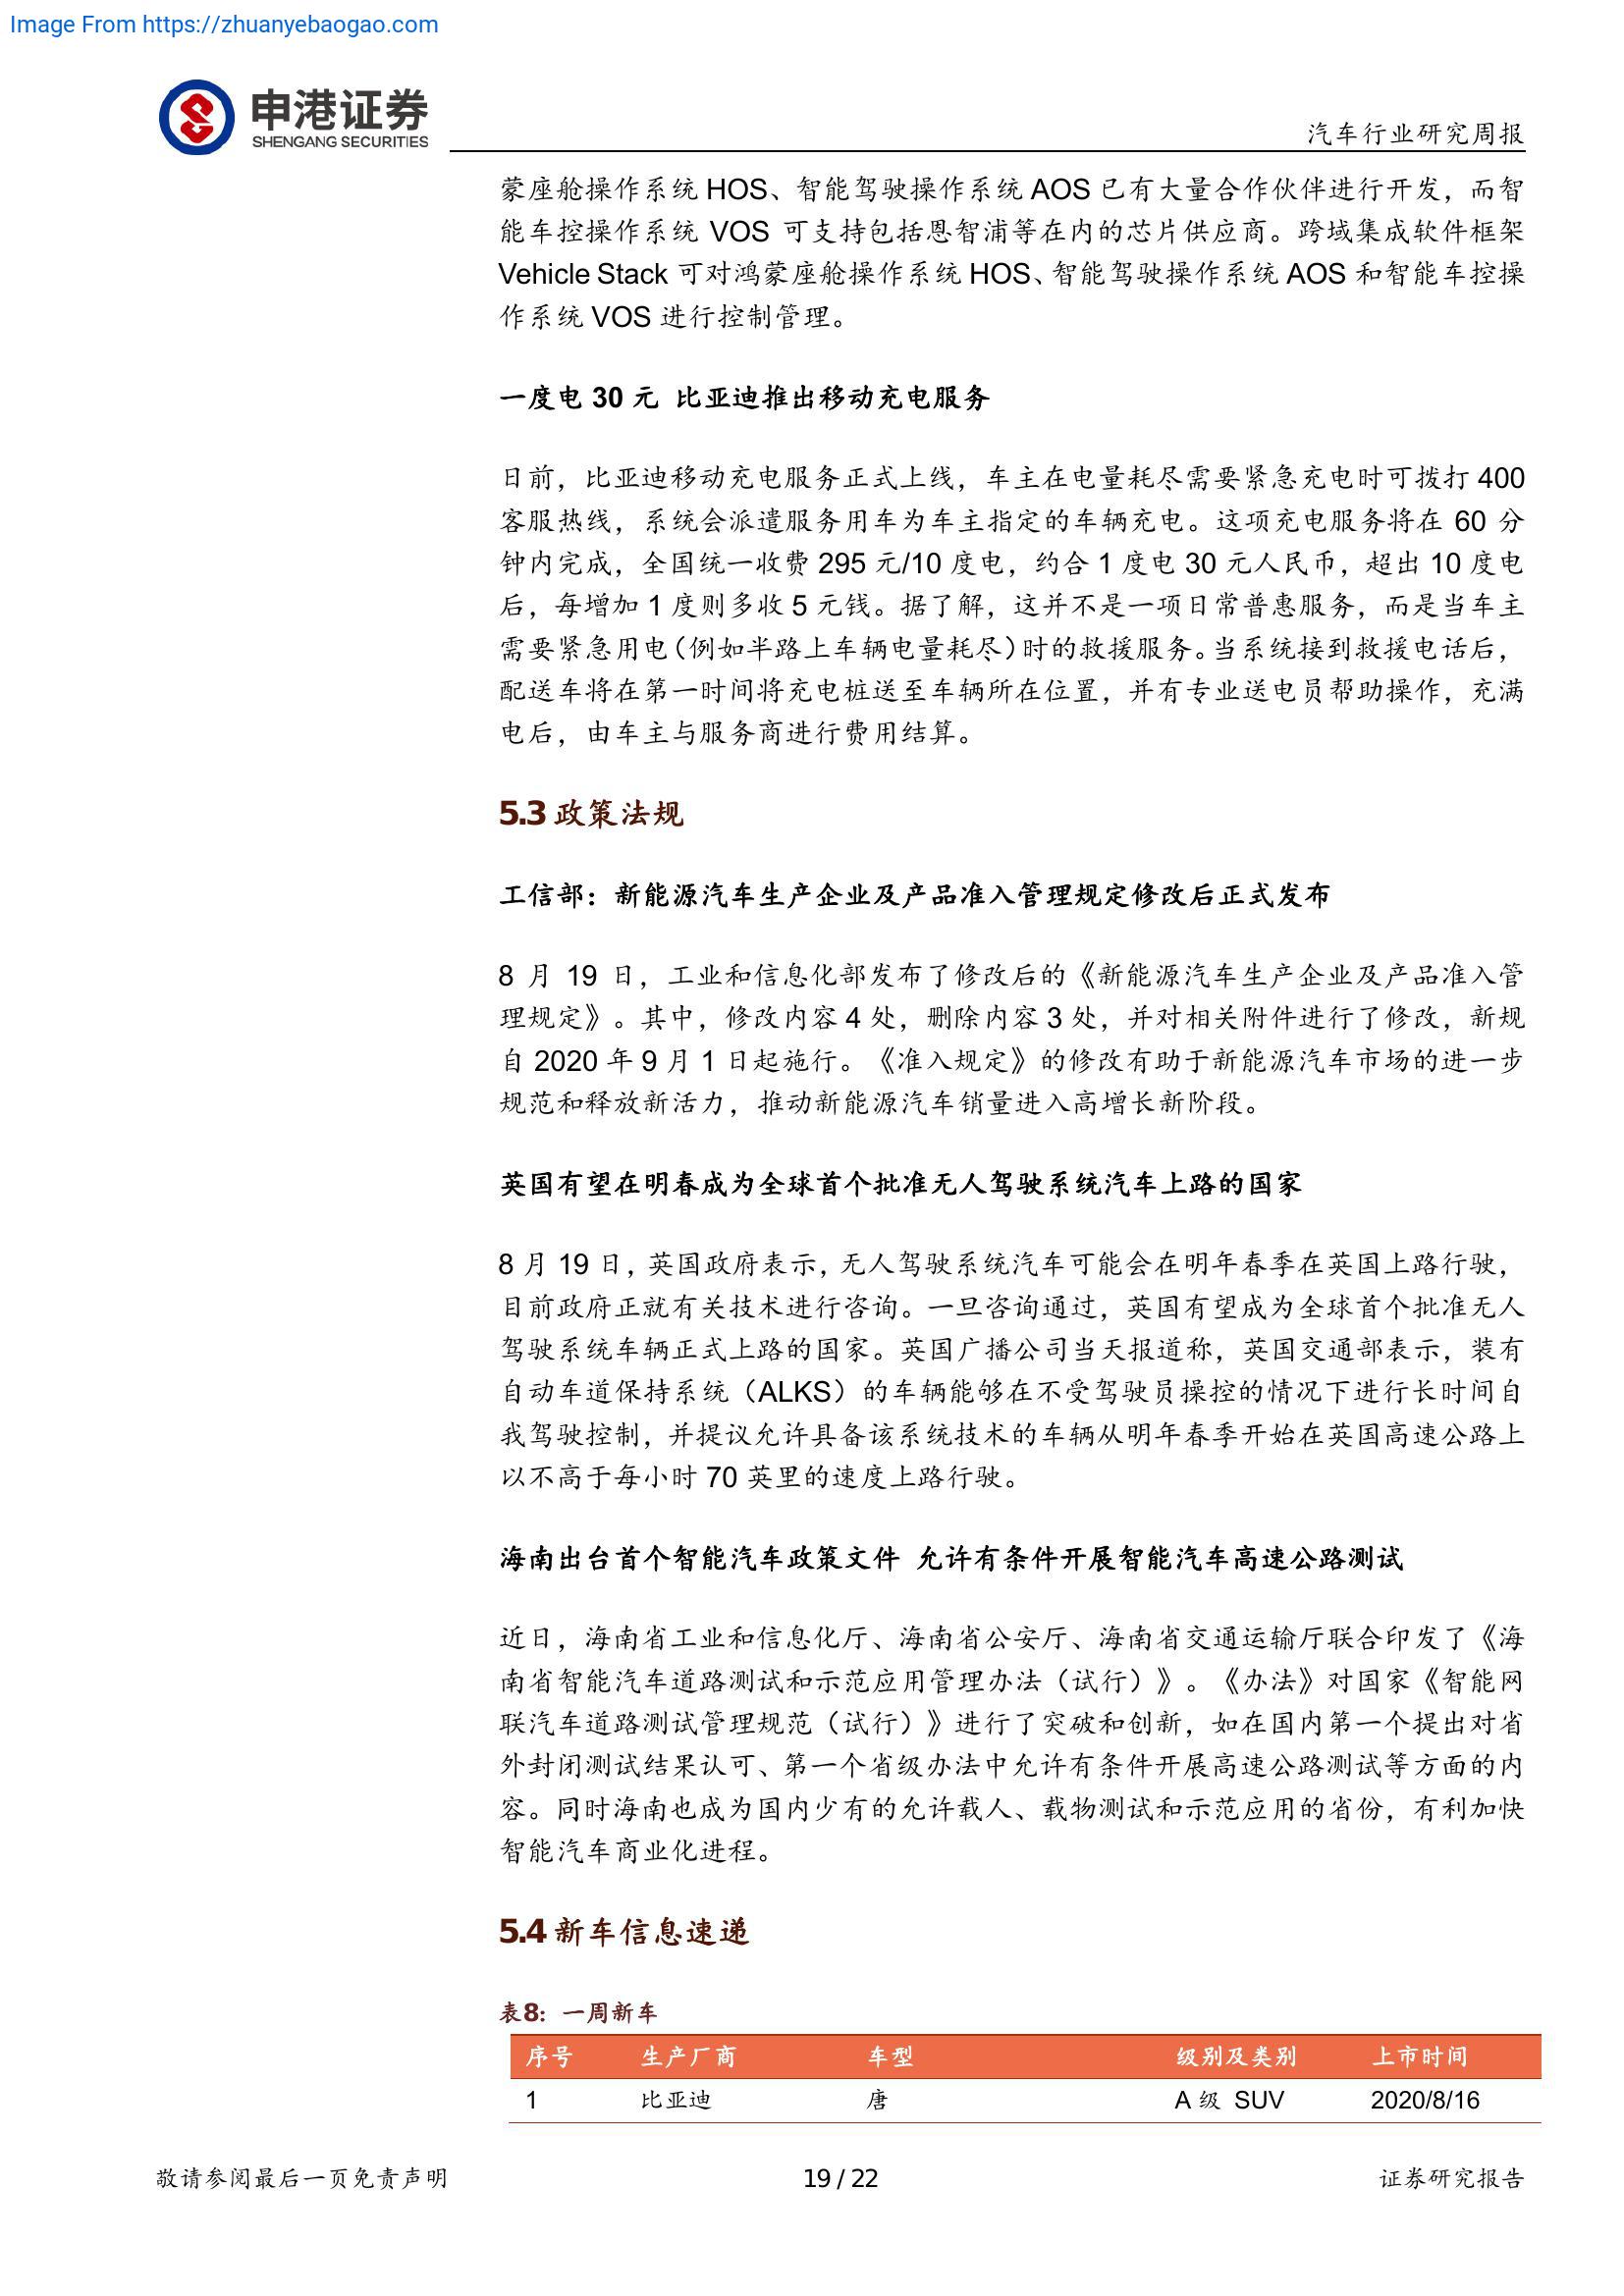 Image From https://zhuanyebaogao.com
申港证券
SHENGANG SECURITIES
汽车行业研究周报
蒙座舱操作系统 HOS、智能驾驶操作系统 AOS 已有大量合作伙伴进行开发，而智
能车控操作系统 VOS 可支持包括恩智浦等在内的芯片供应商。跨域集成软件框架
Vehicle Stack 可对鸿蒙座舱操作系统 HOS、智能驾驶操作系统 AOS 和智能车控操
作系统 VOS 进行控制管理。
一度电 30 元 比亚迪推出移动充电服务
日前，比亚迪移动充电服务正式上线，车主在电量耗尽需要紧急充电时可拨打 400
客服热线，系统会派遣服务用车为车主指定的车辆充电。这项充电服务将在 60 分
钟内完成，全国统一收费 295 元/10 度电，约合 1 度电 30 元人民币，超出 10 度电
后，每增加 1 度则多收 5 元钱。据了解，这并不是一项日常普惠服务，而是当车主
需要紧急用电（例如半路上车辆电量耗尽）时的救援服务。当系统接到救援电话后，
配送车将在第一时间将充电桩送至车辆所在位置，并有专业送电员帮助操作，充满
电后，由车主与服务商进行费用结算。
5.3 政策法规
工信部：新能源汽车生产企业及产品准入管理规定修改后正式发布
8 月 19 日，工业和信息化部发布了修改后的《新能源汽车生产企业及产品准入管
理规定》。其中，修改内容 4 处，删除内容 3 处，并对相关附件进行了修改，新规
自 2020 年 9 月 1 日起施行。《准入规定》的修改有助于新能源汽车市场的进一步
规范和释放新活力，推动新能源汽车销量进入高增长新阶段。
英国有望在明春成为全球首个批准无人驾驶系统汽车上路的国家
8 月 19 日，英国政府表示，无人驾驶系统汽车可能会在明年春季在英国上路行驶，
目前政府正就有关技术进行咨询。一旦咨询通过，英国有望成为全球首个批准无人
驾驶系统车辆正式上路的国家。英国广播公司当天报道称，英国交通部表示，装有
自动车道保持系统（ALKS）的车辆能够在不受驾驶员操控的情况下进行长时间自
我驾驶控制，并提议允许具备该系统技术的车辆从明年春季开始在英国高速公路上
以不高于每小时 70 英里的速度上路行驶。
海南出台首个智能汽车政策文件 允许有条件开展智能汽车高速公路测试
近日，海南省工业和信息化厅、海南省公安厅、海南省交通运输厅联合印发了《海
南省智能汽车道路测试和示范应用管理办法（试行）》。《办法》对国家《智能网
联汽车道路测试管理规范（试行）》进行了突破和创新，如在国内第一个提出对省
外封闭测试结果认可、第一个省级办法中允许有条件开展高速公路测试等方面的内
容。同时海南也成为国内少有的允许载人、载物测试和示范应用的省份，有利加快
智能汽车商业化进程。
5.4 新车信息速递
表8：一周新车
序号 生产厂商 车型 级别及类别 上市时间
1 比亚迪 唐 A 级 SUV 2020/8/16
敬请参阅最后一页免责声明 19 / 22 证券研究报告